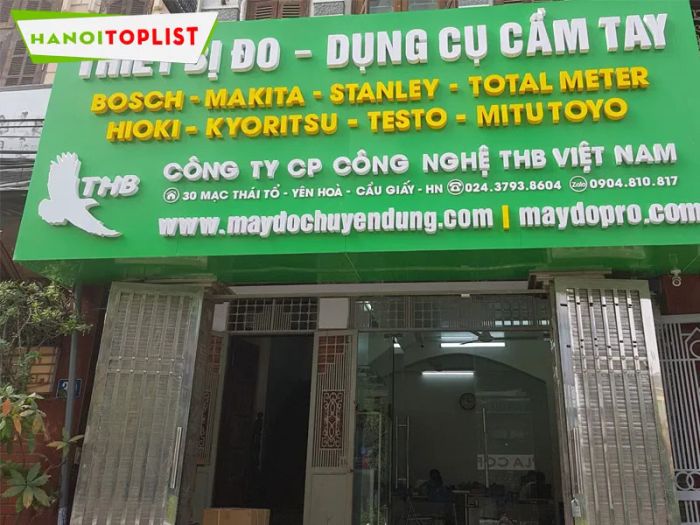 HANOITOPLIST
THIẾT BỊ ĐO - DỤNG CỤ CẦM TAY
BOSCH - MAKITA - STANLEY - TOTAL METER
HIOKI - KYORITSU - TESTO - MITUTOYO
THB
CÔNG TY CP CÔNG NGHỆ THB VIỆT NAM
30 MẠC THÁI TỔ - YÊN HOÀ - CẦU GIẤY - HN 024.3793.8604 Zalo 0904.810.817
www.maydochuyendung.com | maydopro.com